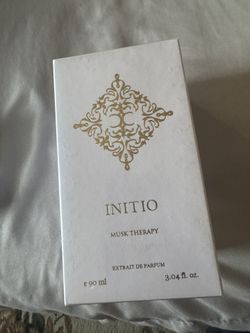 INITIO
MUSK THERAPY
EXTRAIT DE PARFUM
e 90 ml 3.04 fl. oz.